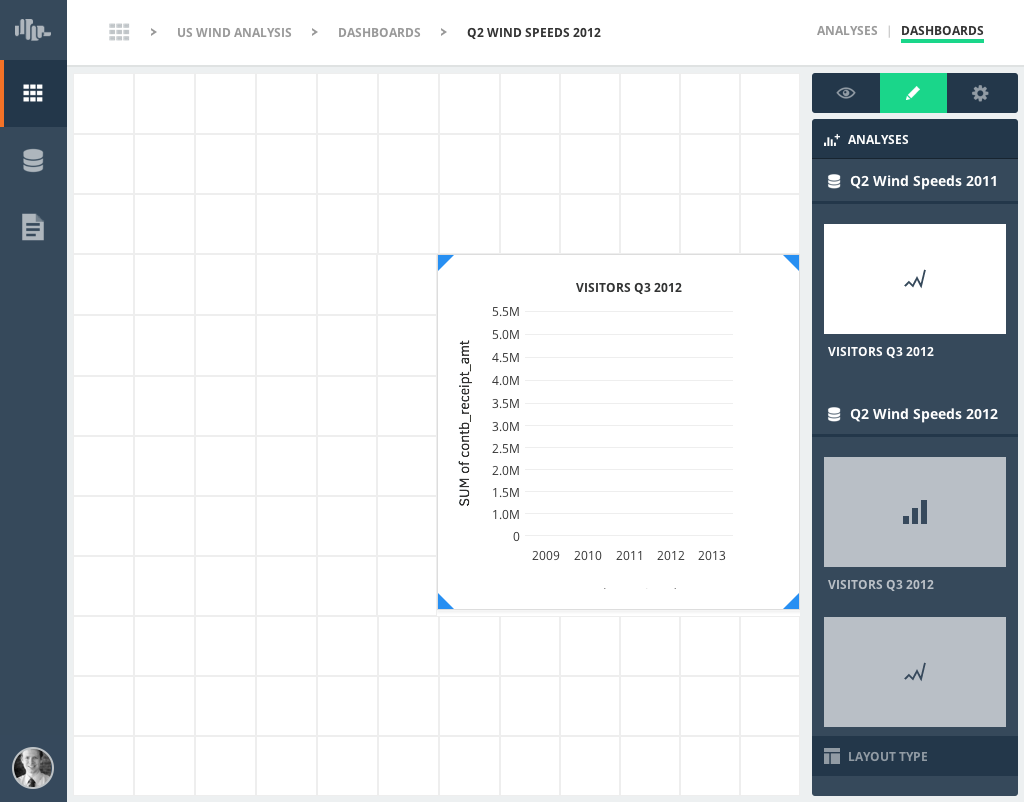 > US WIND ANALYSIS > DASHBOARDS > Q2 WIND SPEEDS 2012
ANALYSES | DASHBOARDS
ANALYSES
Q2 Wind Speeds 2011
VISITORS Q3 2012
Q2 Wind Speeds 2012
VISITORS Q3 2012
LAYOUT TYPE
VISITORS Q3 2012
SUM of contb_receipt_amt
5.5M
5.0M
4.5M
4.0M
3.5M
3.0M
2.5M
2.0M
1.5M
1.0M
0
2009 2010 2011 2012 2013